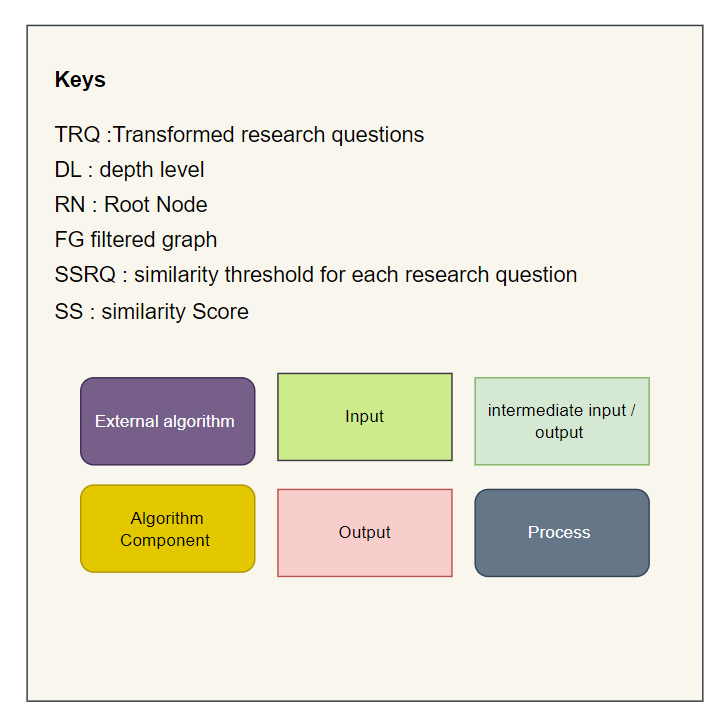 Keys
TRQ :Transformed research questions
DL : depth level
RN : Root Node
FG filtered graph
SSRQ : similarity threshold for each research question
SS : similarity Score
External algorithm
Input
intermediate input /
output
Algorithm
Component
Output
Process